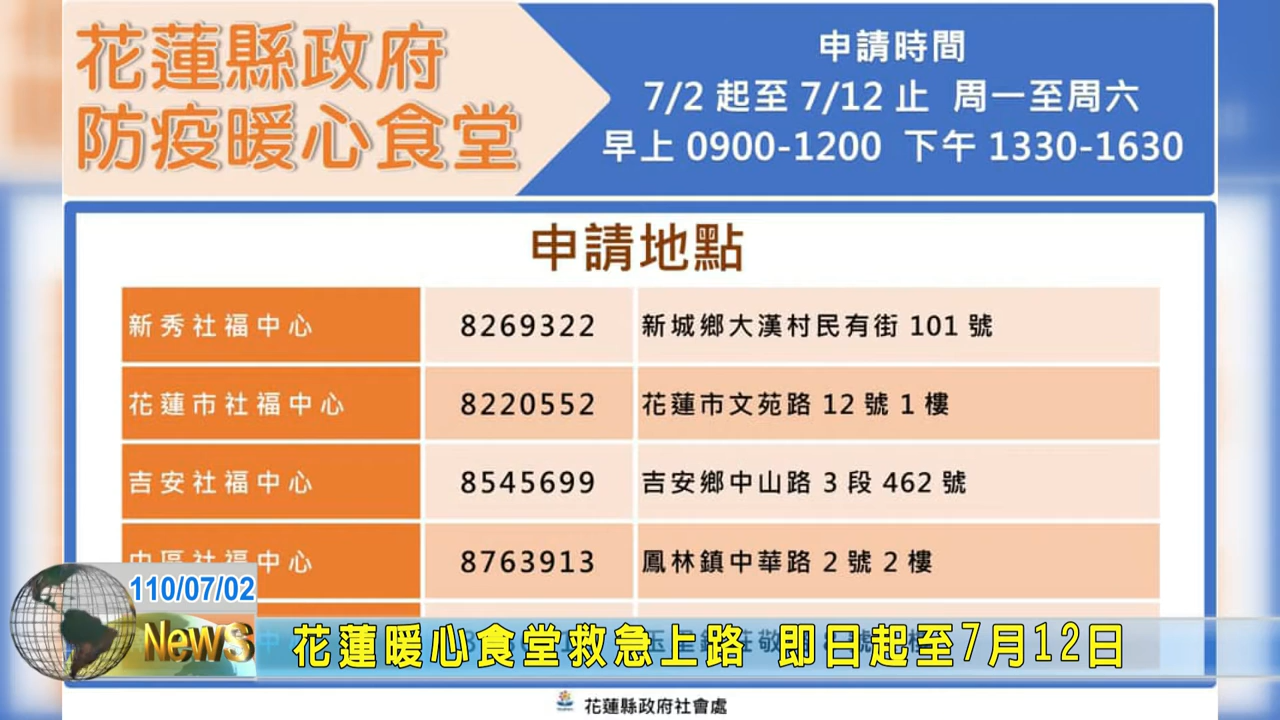 花蓮縣政府
防疫暖心食堂
申請時間
7/2 起至 7/12 止 周一至周六
早上 0900-1200 下午 1330-1630
申請地點
新秀社福中心 8269322 新城鄉大漢村民有街 101 號
花蓮市社福中心 8220552 花蓮市文苑路 12 號 1 樓
吉安社福中心 8545699 吉安鄉中山路 3 段 462 號
中區社福中心 8763913 鳳林鎮中華路 2 號 2 樓
110/07/02
News
花蓮暖心食堂救急上路 即日起至7月12日
花蓮縣政府社會處